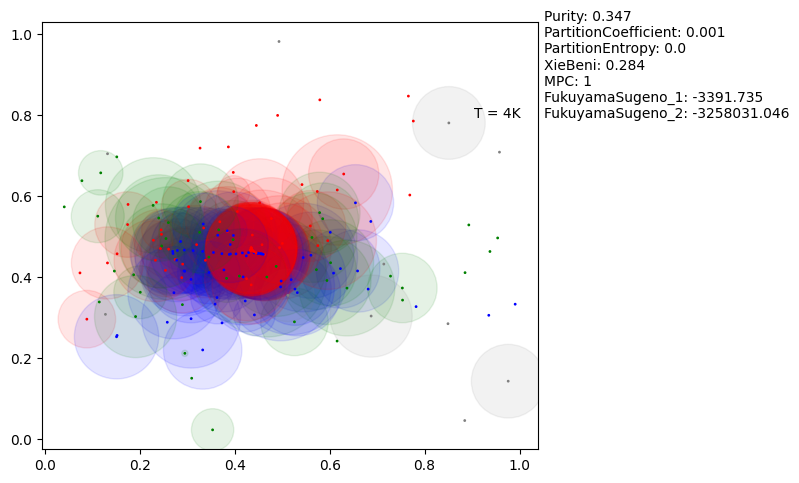 Purity: 0.347
PartitionCoefficient: 0.001
PartitionEntropy: 0.0
XieBeni: 0.284
MPC: 1
FukuyamaSugeno_1: -3391.735
FukuyamaSugeno_2: -3258031.046
T = 4K
1.0
0.8
0.6
0.4
0.2
0.0
0.0 0.2 0.4 0.6 0.8 1.0